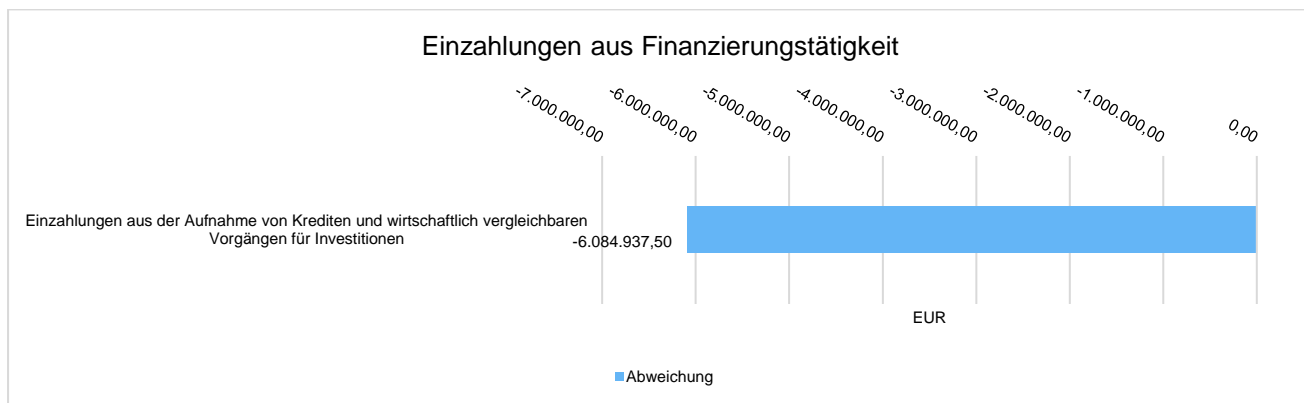 Einzahlungen aus Finanzierungstätigkeit
-7.000.000,00
-6.000.000,00
-5.000.000,00
-4.000.000,00
-3.000.000,00
-2.000.000,00
-1.000.000,00
0,00
Einzahlungen aus der Aufnahme von Krediten und wirtschaftlich vergleichbaren
Vorgängen für Investitionen
-6.084.937,50
EUR
Abweichung